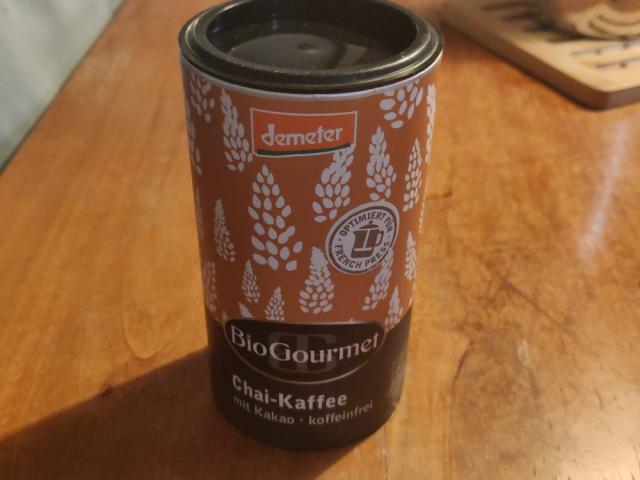 demeter
OPTIMIERT FÜR
FRENCH PRESS
BioGourmet
Chai-Kaffee
mit Kakao · koffeinfrei